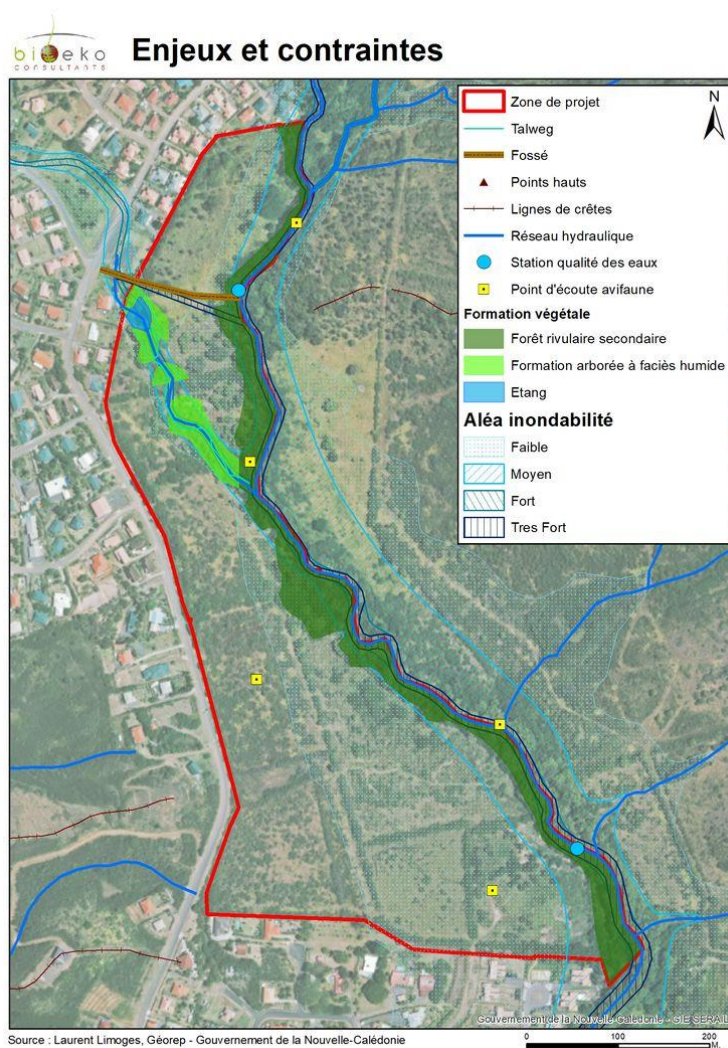 bioeko
CONSULTANTS
Enjeux et contraintes
N
Zone de projet
Talweg
Fossé
Points hauts
Lignes de crêtes
Réseau hydraulique
Station qualité des eaux
Point d'écoute avifaune
Formation végétale
Forêt rivulaire secondaire
Formation arborée à faciès humide
Etang
Aléa inondabilité
Faible
Moyen
Fort
Tres Fort
Gouvernement de la Nouvelle-Calédonie - GIE SERAIL
Source : Laurent Limoges, Géorep - Gouvernement de la Nouvelle-Calédonie
0 100 200
M